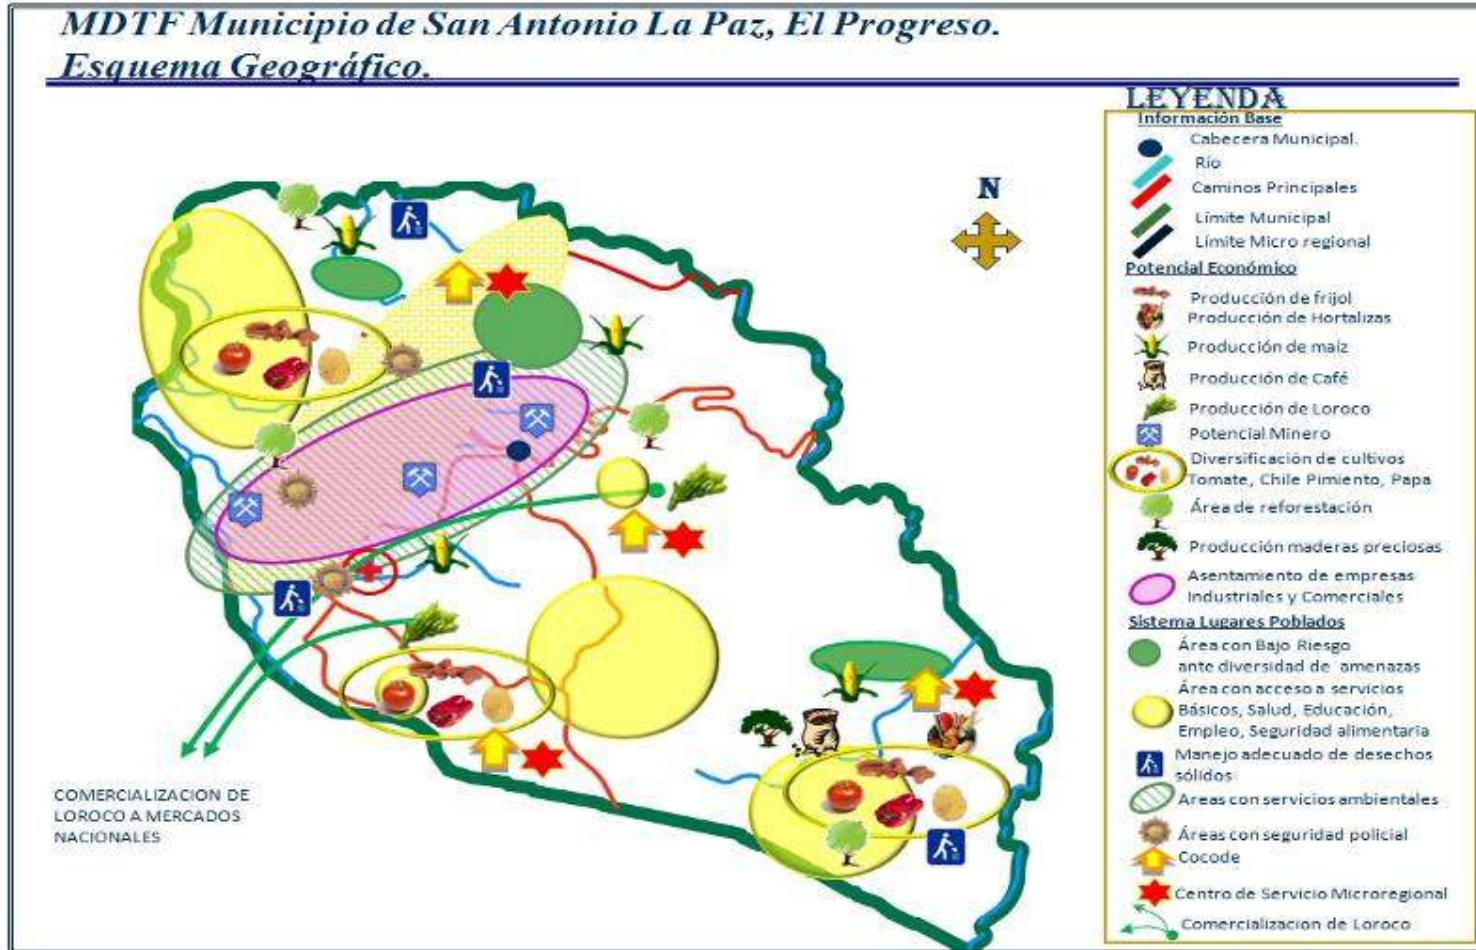 MDTF Municipio de San Antonio La Paz, El Progreso.
Esquema Geográfico.
LEYENDA
Información Base
Cabecera Municipal.
Río
Caminos Principales
Límite Municipal
Límite Micro regional
Potencial Económico
Producción de frijol
Producción de Hortalizas
Producción de maíz
Producción de Café
Producción de Loroco
Potencial Minero
Diversificación de cultivos
Tomate, Chile Pimiento, Papa
Área de reforestación
Producción maderas preciosas
Asentamiento de empresas
Industriales y Comerciales
Sistema Lugares Poblados
Área con Bajo Riesgo
ante diversidad de amenazas
Área con acceso a servicios
Básicos, Salud, Educación,
Empleo, Seguridad alimentaria
Manejo adecuado de desechos
sólidos
Areas con servicios ambientales
Áreas con seguridad policial
Cocode
Centro de Servicio Microregional
Comercializacion de Loroco
N
COMERCIALIZACION DE
LOROCO A MERCADOS
NACIONALES